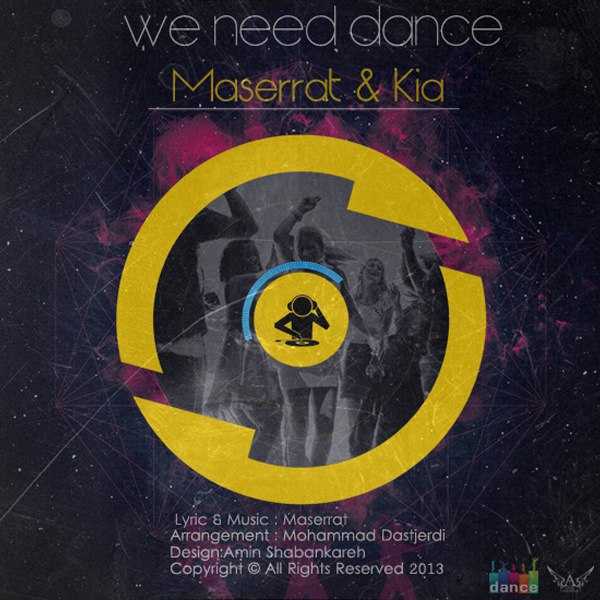 we need dance
Maserrat & Kia
Lyric & Music : Maserrat
Arrangement : Mohammad Dastjerdi
Design:Amin Shabankareh
Copyright © All Rights Reserved 2013
dance